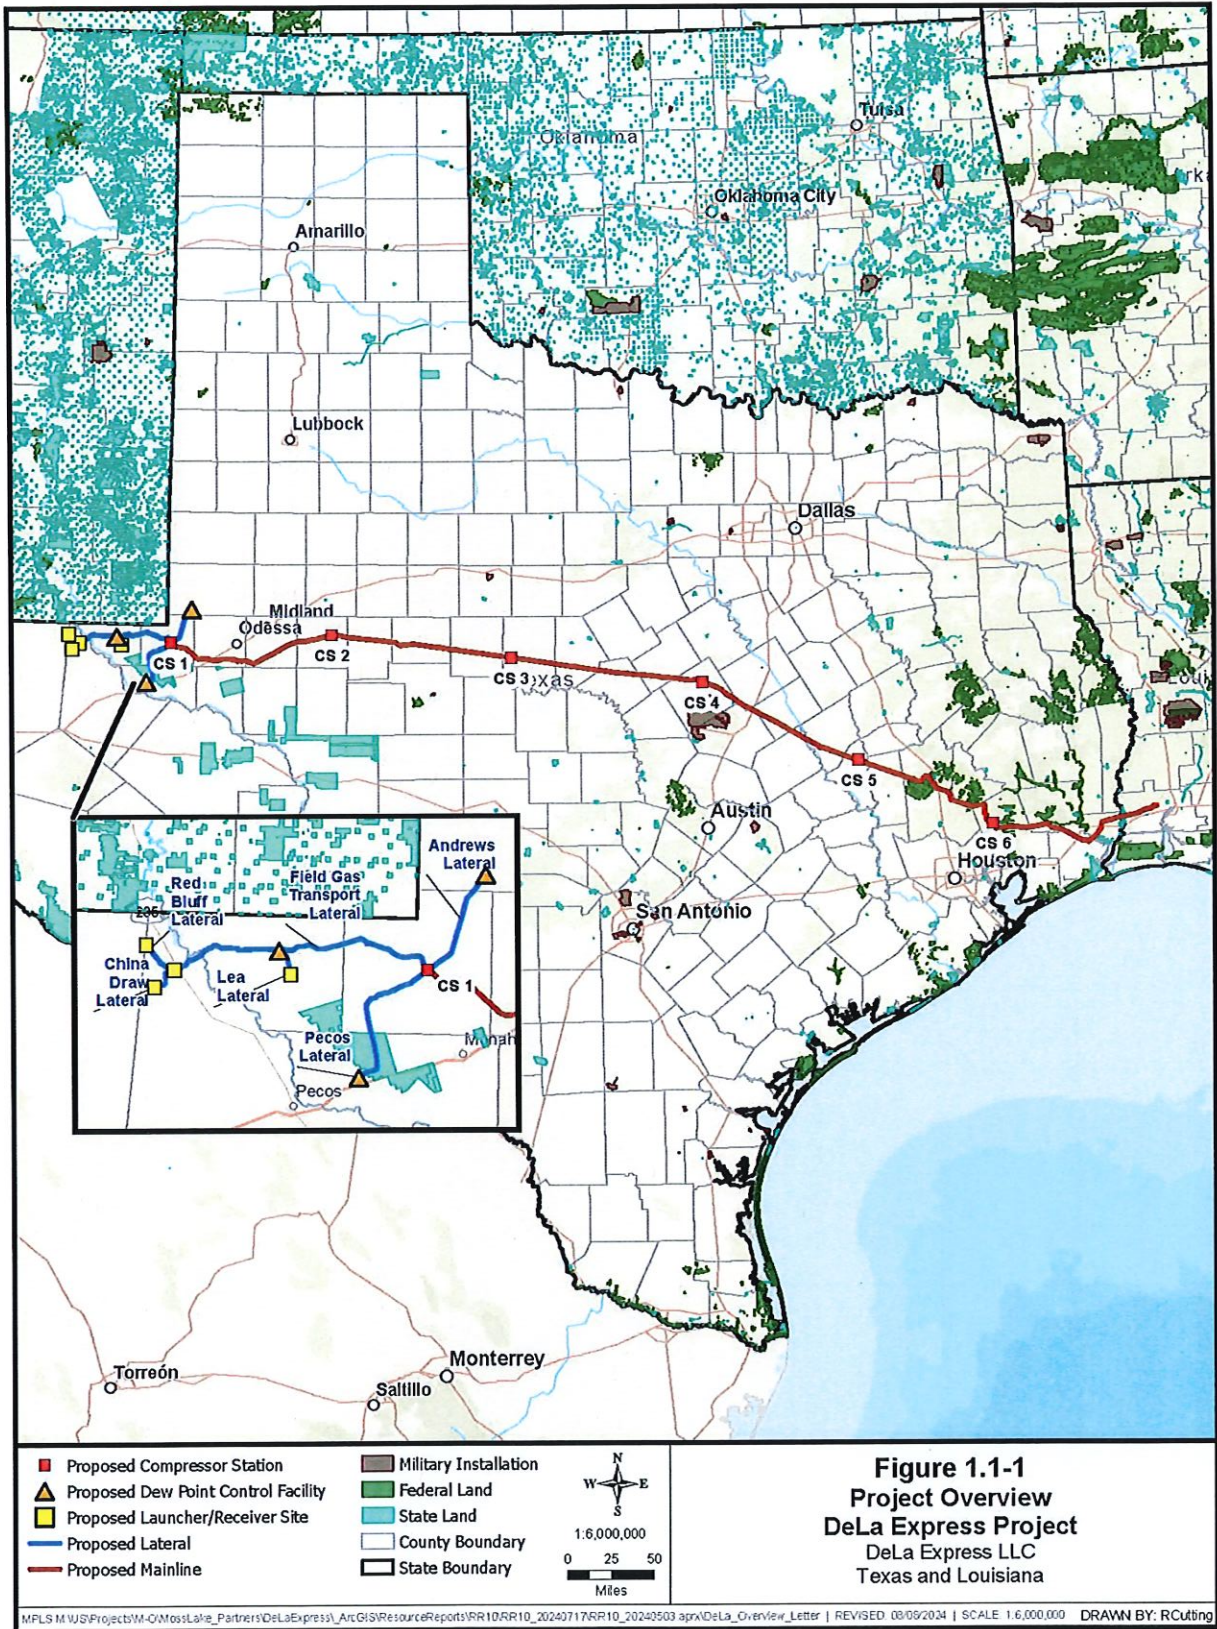 Tulsa
Oklahoma
Oklahoma City
Amarillo
Lubbock
Dallas
Midland
Odessa
CS 1
CS 2
CS 3
CS 4
CS 5
CS 6
Austin
Houston
San Antonio
Andrews
Lateral
Red
Bluff
Lateral
Field Gas
Transport
Lateral
China
Draw
Lateral
Lea
Lateral
CS 1
Pecos
Lateral
Pecos
Monterrey
Torreón
Saltillo
Proposed Compressor Station
Proposed Dew Point Control Facility
Proposed Launcher/Receiver Site
Proposed Lateral
Proposed Mainline
Military Installation
Federal Land
State Land
County Boundary
State Boundary
N
W E
S
1:6,000,000
0 25 50
Miles
Figure 1.1-1
Project Overview
DeLa Express Project
DeLa Express LLC
Texas and Louisiana
REVISED: 08/06/2024 | SCALE: 1:6,000,000 DRAWN BY: RCutting